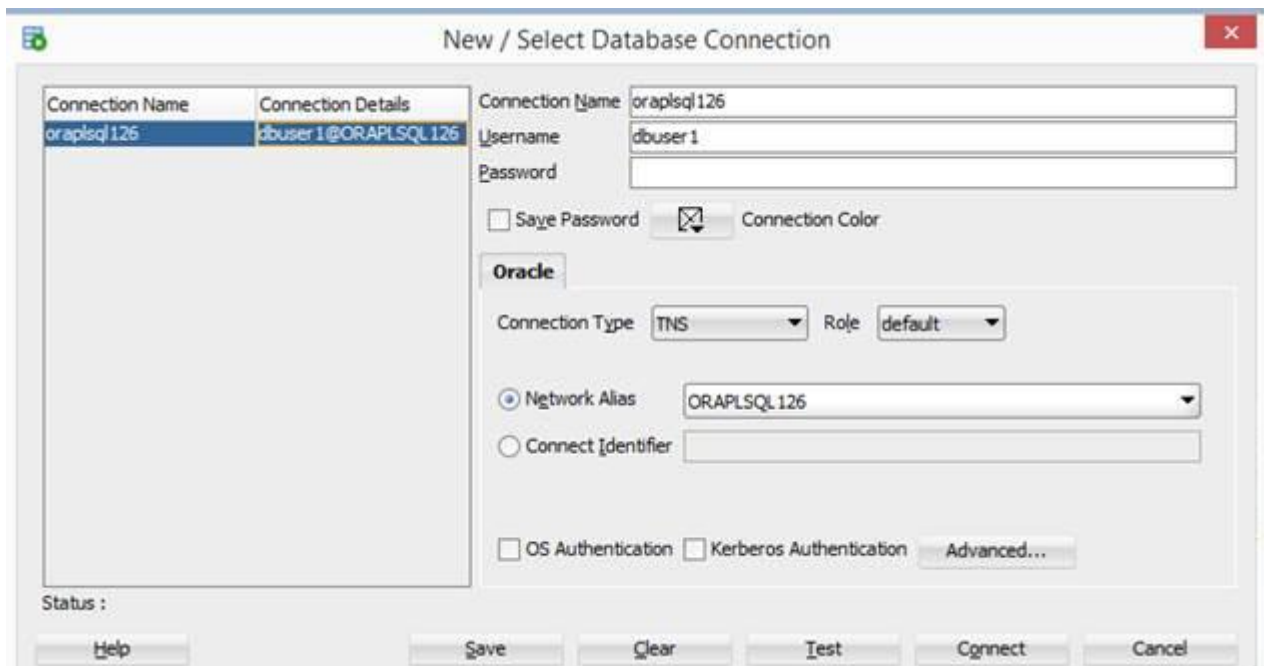 New / Select Database Connection
Connection Name Connection Details
oraplsql126 dbuser1@ORAPLSQL126
Connection Name oraplsql126
Username dbuser1
Password
Save Password Connection Color
Oracle
Connection Type TNS Role default
Network Alias ORAPLSQL126
Connect Identifier
OS Authentication Kerberos Authentication Advanced...
Status :
Help Save Clear Test Connect Cancel